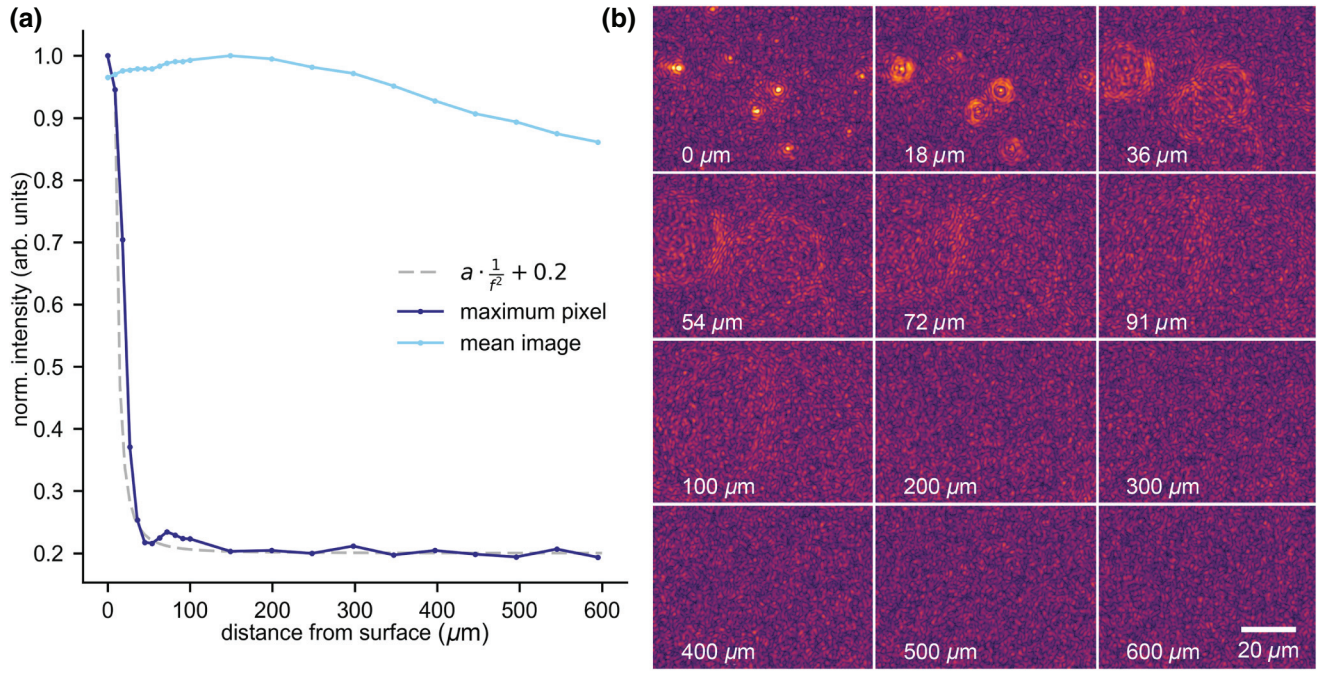 (a)
norm. intensity (arb. units)
1.0
0.9
0.8
0.7
0.6
0.5
0.4
0.3
0.2
0
100
200
300
400
500
600
distance from surface (μm)
a · 1/f² + 0.2
maximum pixel
mean image
(b)
0 μm
18 μm
36 μm
54 μm
72 μm
91 μm
100 μm
200 μm
300 μm
400 μm
500 μm
600 μm
20 μm